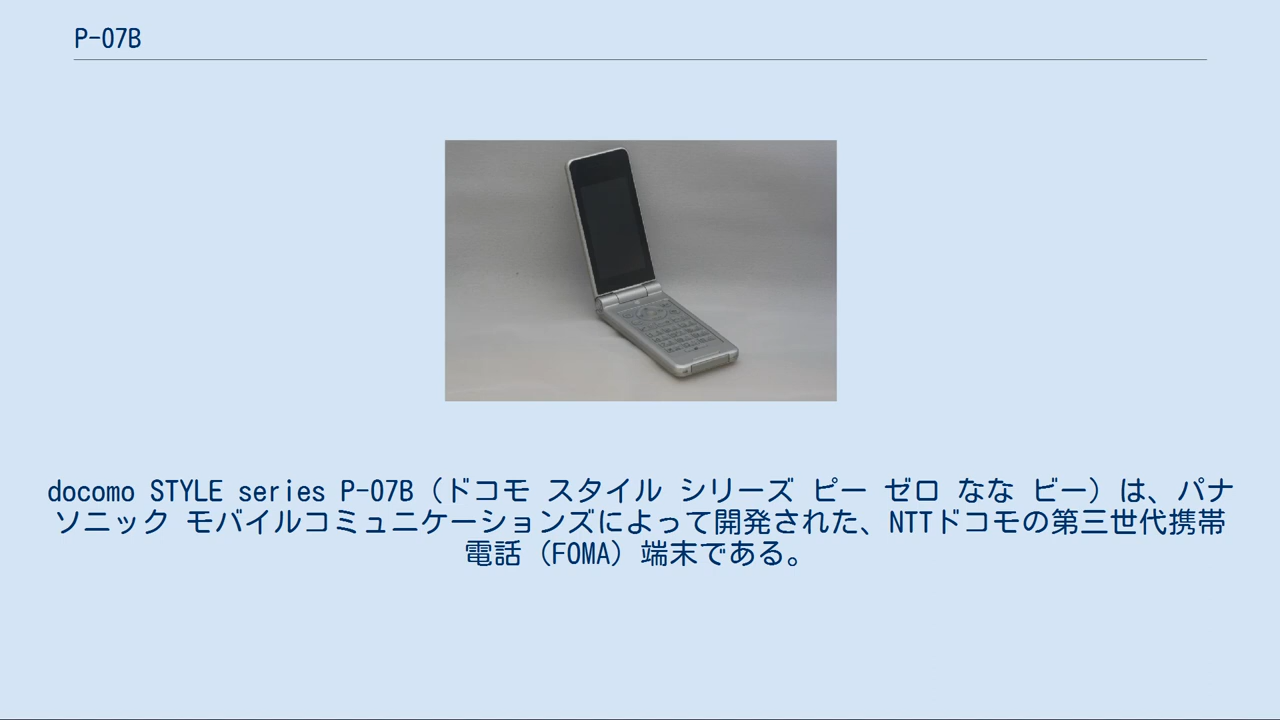 P-07B
docomo STYLE series P-07B（ドコモ スタイル シリーズ ピー ゼロ なな ビー）は、パナ
ソニック モバイルコミュニケーションズによって開発された、NTTドコモの第三世代携帯
電話（FOMA）端末である。